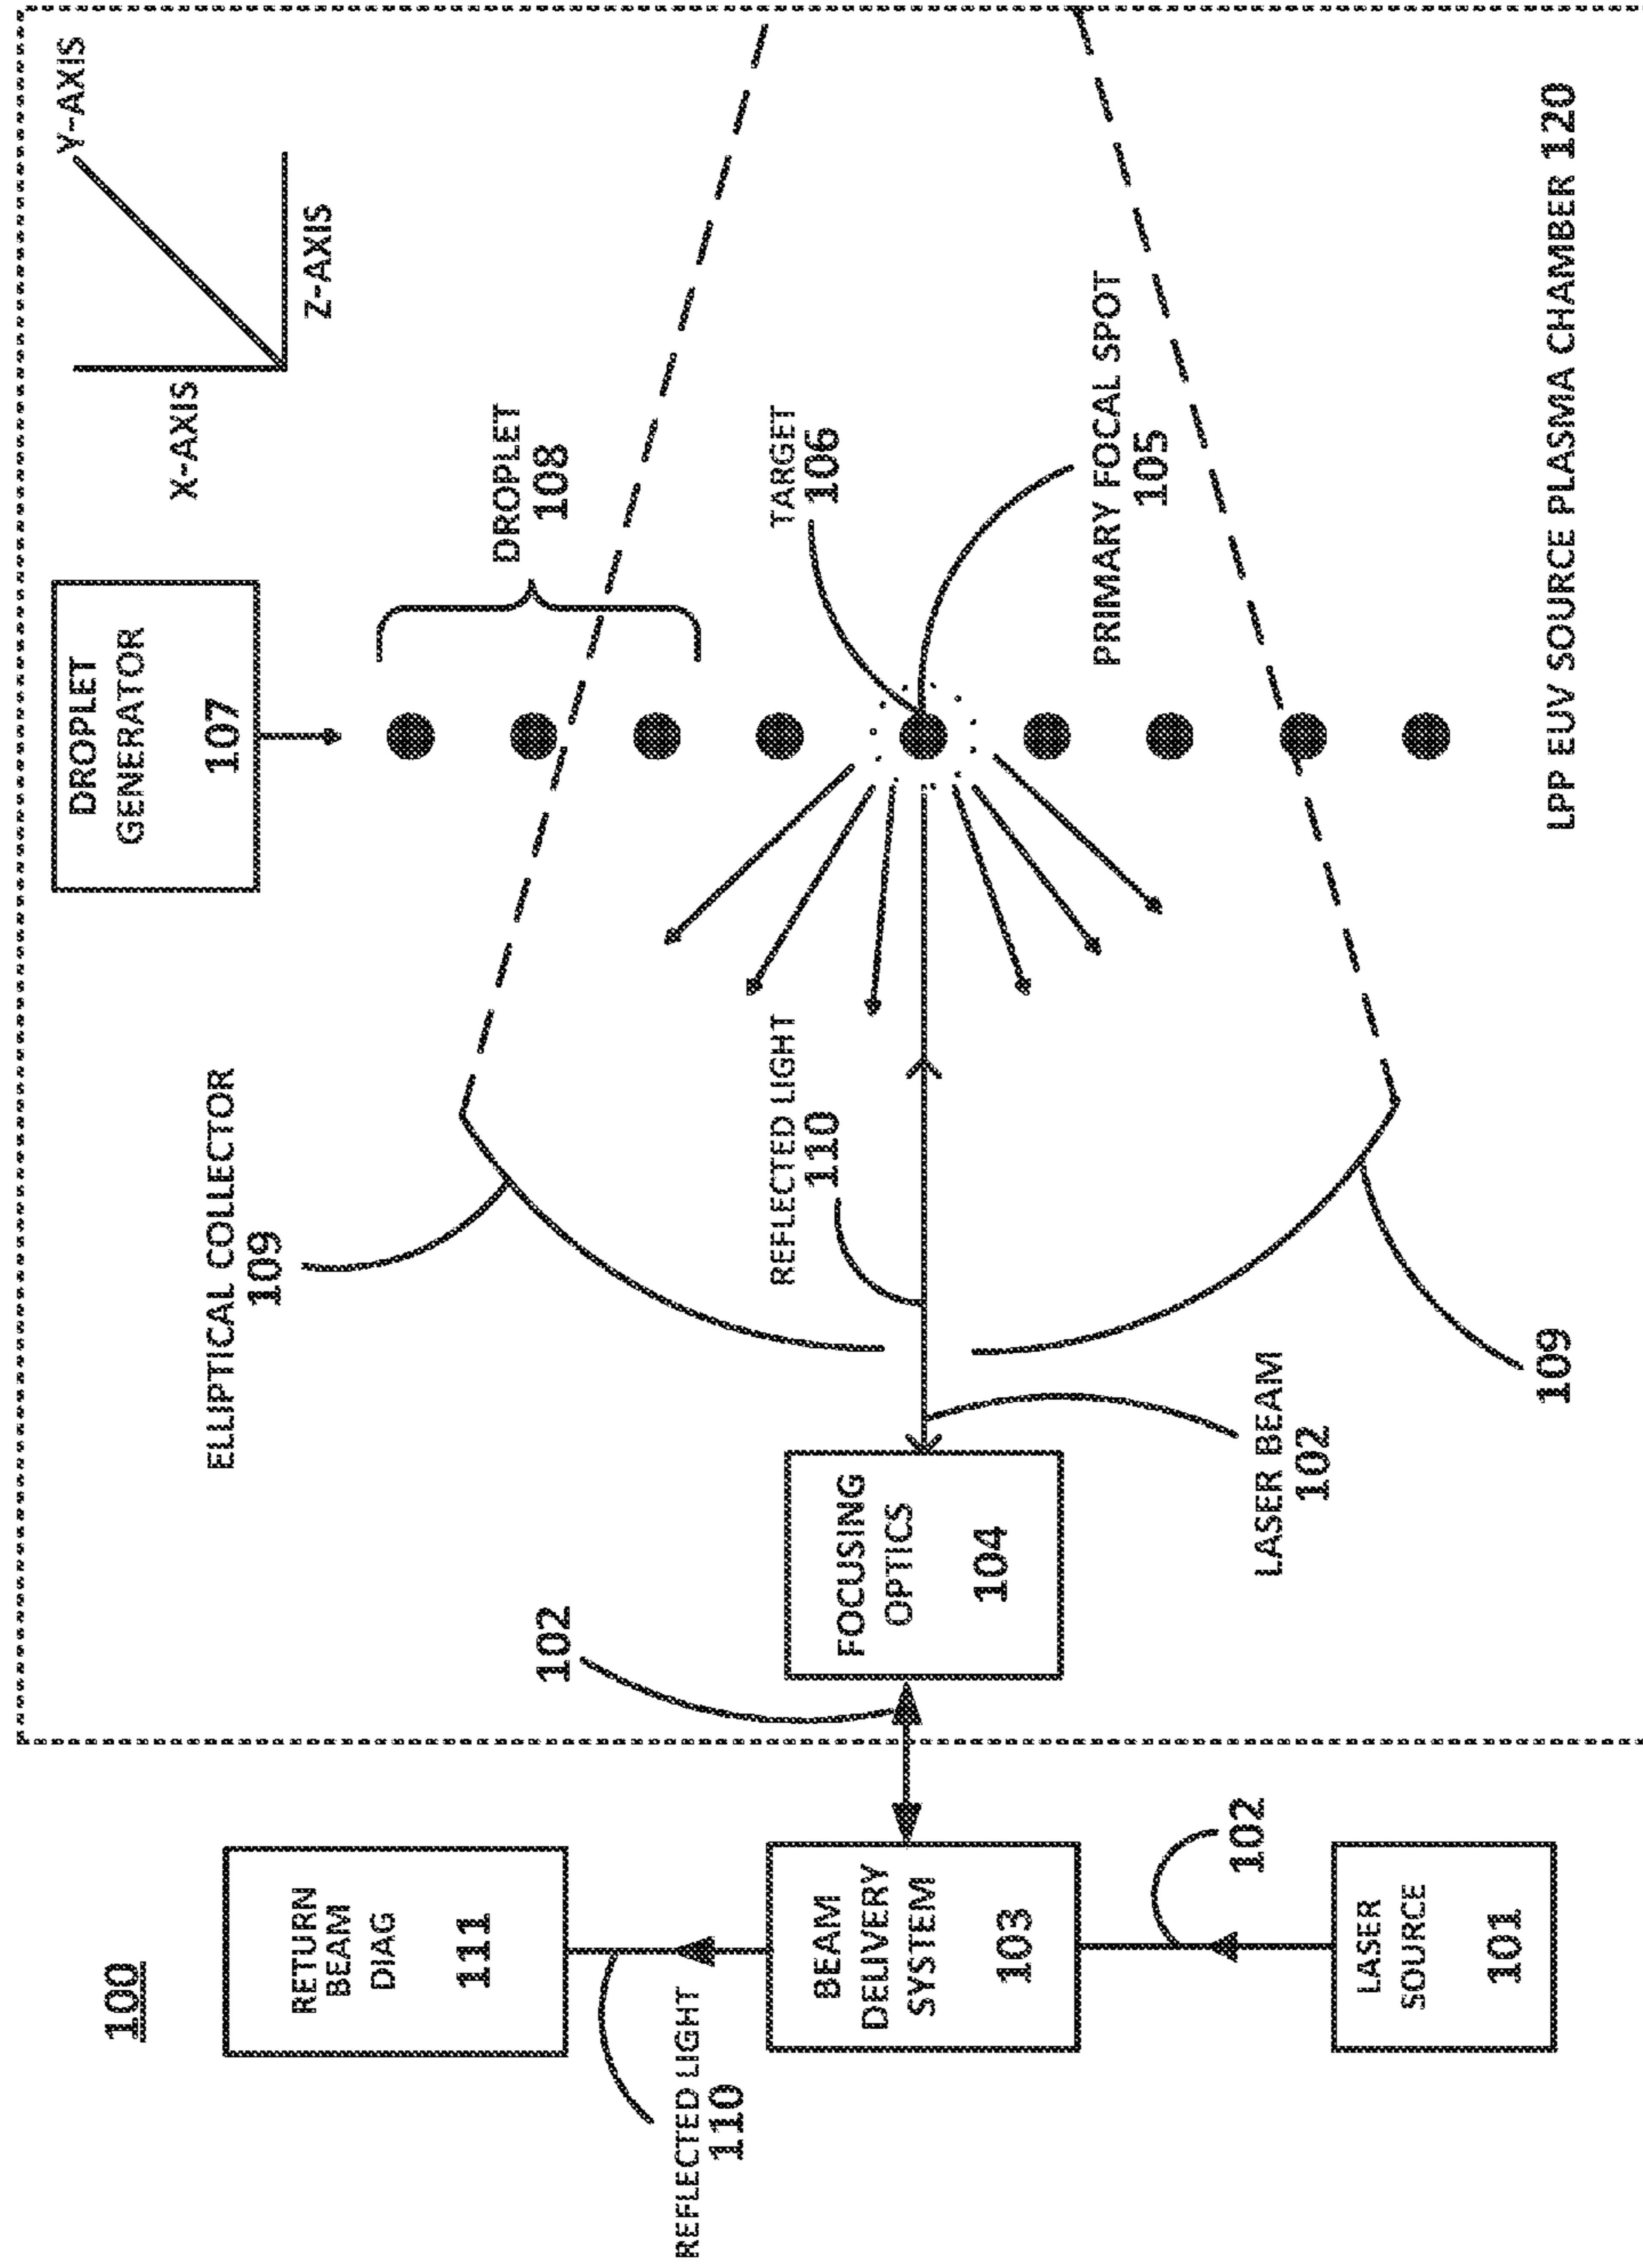 100
RETURN
BEAM
DIAG
111
REFLECTED LIGHT
110
BEAM
DELIVERY
SYSTEM
103
102
LASER
SOURCE
101
102
FOCUSING
OPTICS
104
LASER BEAM
102
ELLIPTICAL COLLECTOR
109
REFLECTED LIGHT
110
109
DROPLET
GENERATOR
107
DROPLET
108
TARGET
106
PRIMARY FOCAL SPOT
105
X-AXIS
Y-AXIS
Z-AXIS
LPP EUV SOURCE PLASMA CHAMBER 120